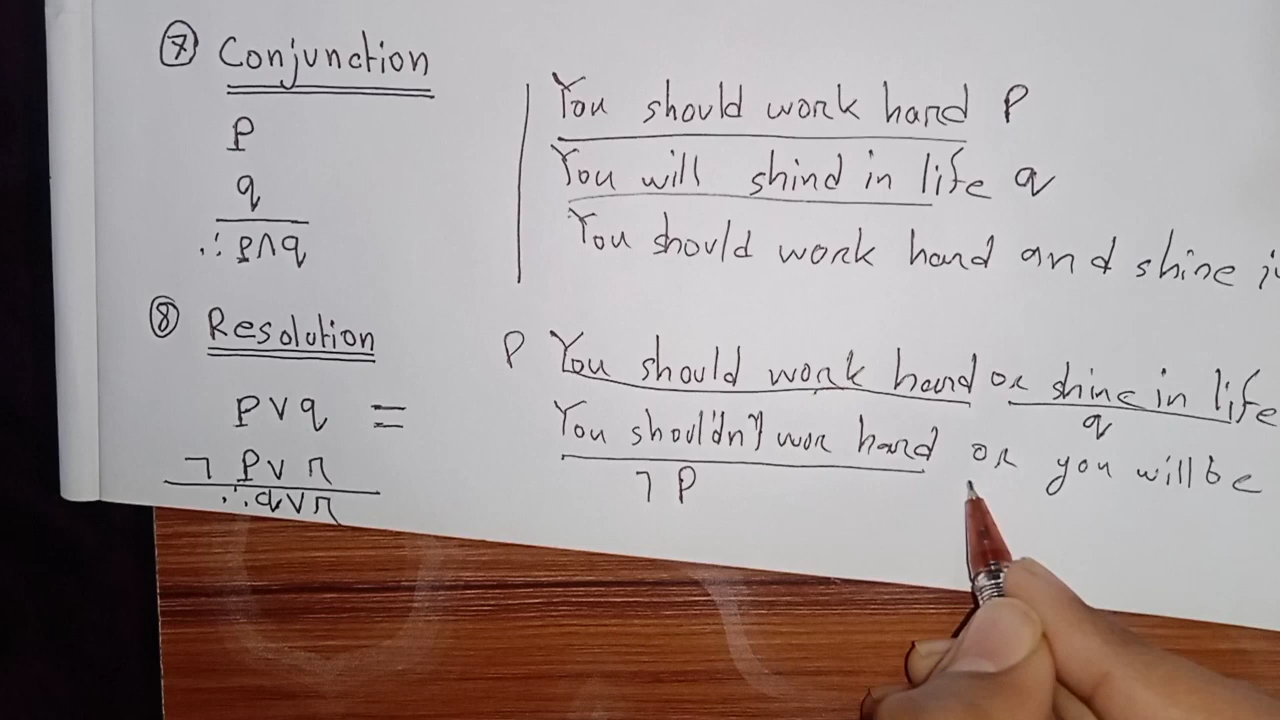 ⑦ Conjunction
P
q
∴ p∧q
You should work hard P
You will shind in life q
You should work hard and shine in
⑧ Resolution
P∨q =
¬ P∨r
∴ q∨r
P You should work hard or shine in life
q
You shouldn't wor hard or you will be
¬ P